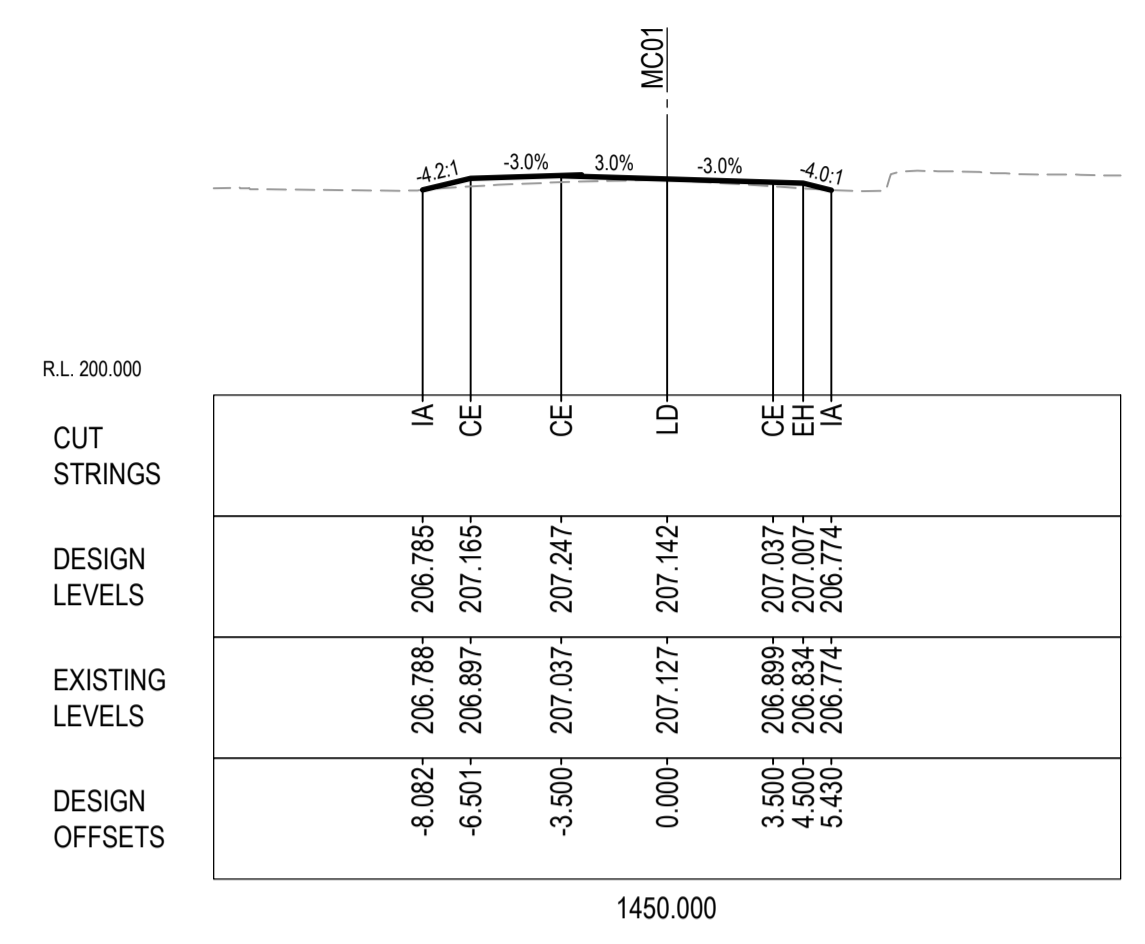 MC01
-4.2:1 -3.0% 3.0% -3.0% -4.0:1
R.L. 200.000
CUT
STRINGS
IA CE CE LD CE EH IA
DESIGN
LEVELS
206.785 207.165 207.247 207.142 207.037 207.007 206.774
EXISTING
LEVELS
206.788 206.897 207.037 207.127 206.899 206.834 206.774
DESIGN
OFFSETS
-8.082 -6.501 -3.500 0.000 3.500 4.500 5.430
1450.000